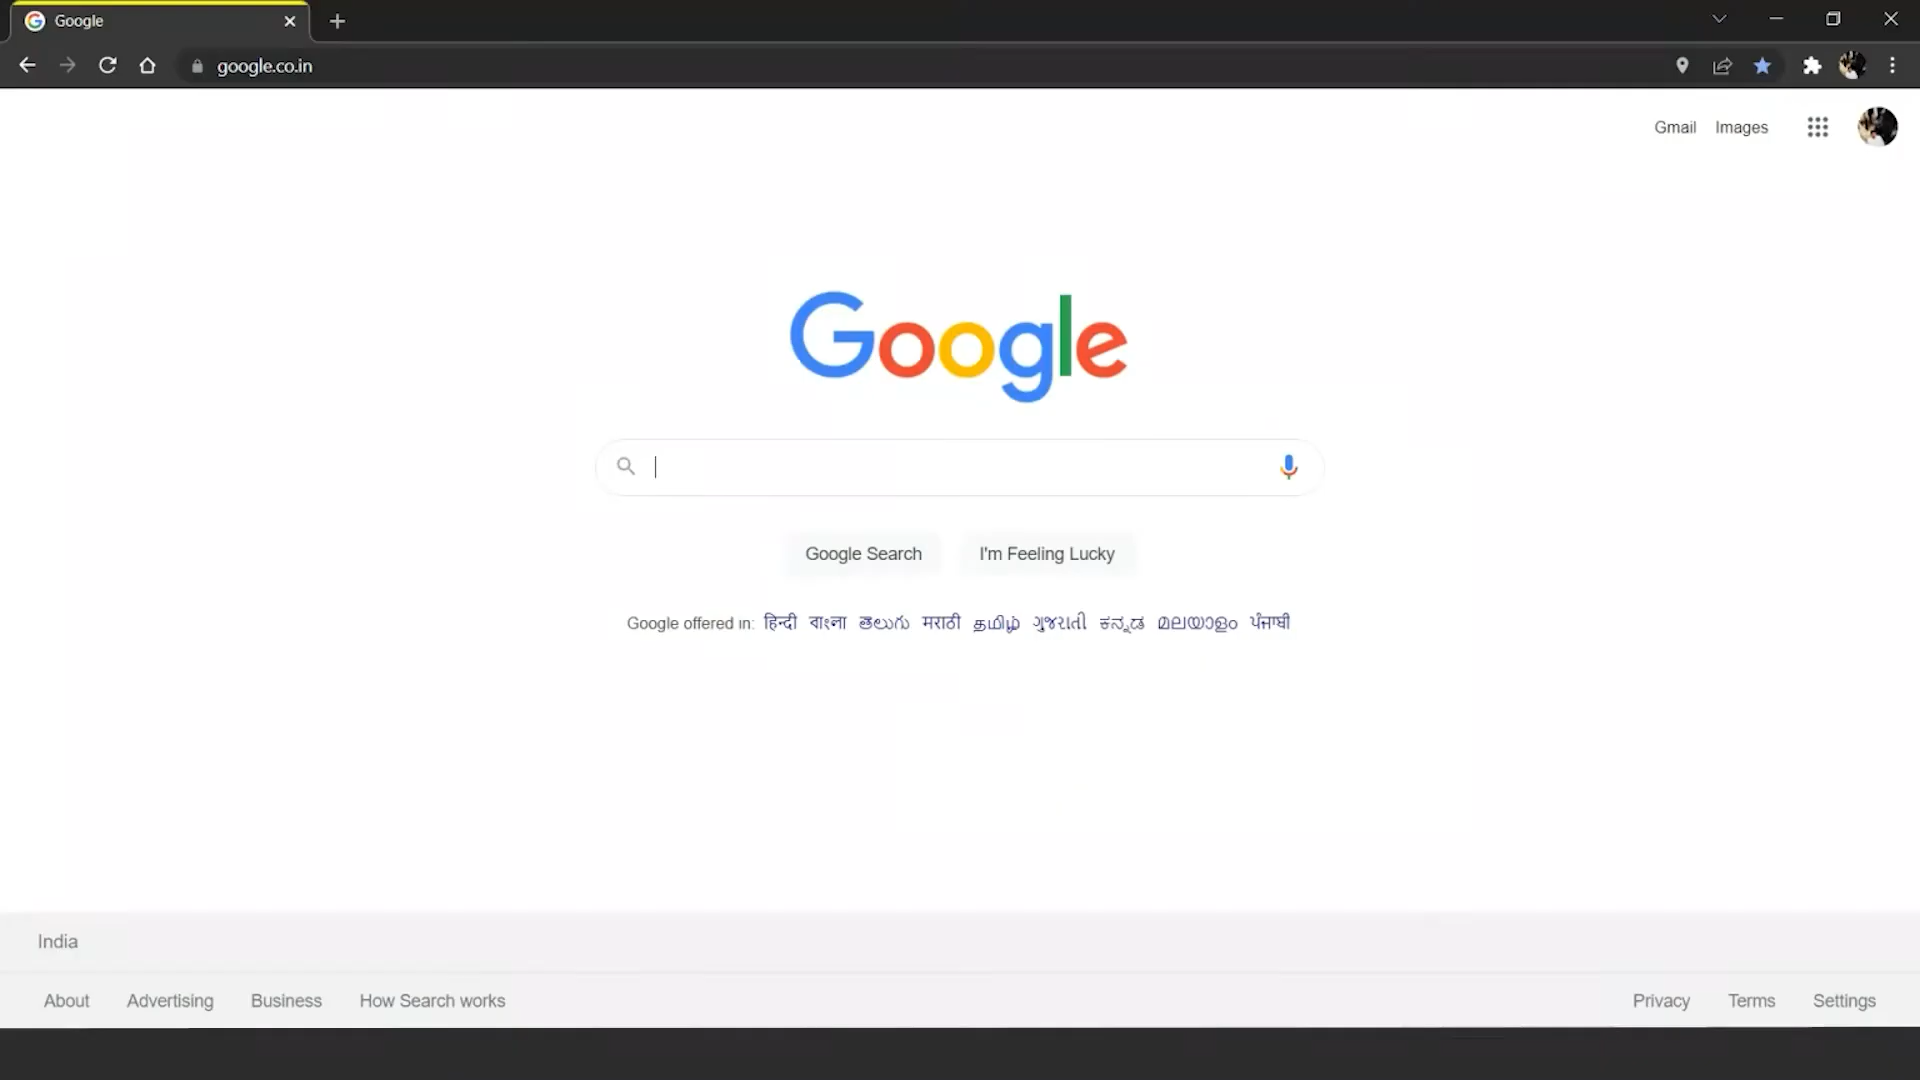 Google
google.co.in
Gmail Images
Google
Google Search I'm Feeling Lucky
Google offered in: हिन्दी বাংলা తెలుగు मराठी தமிழ் ગુજરાતી ಕನ್ನಡ മലയാളം ਪੰਜਾਬੀ
India
About Advertising Business How Search works Privacy Terms Settings